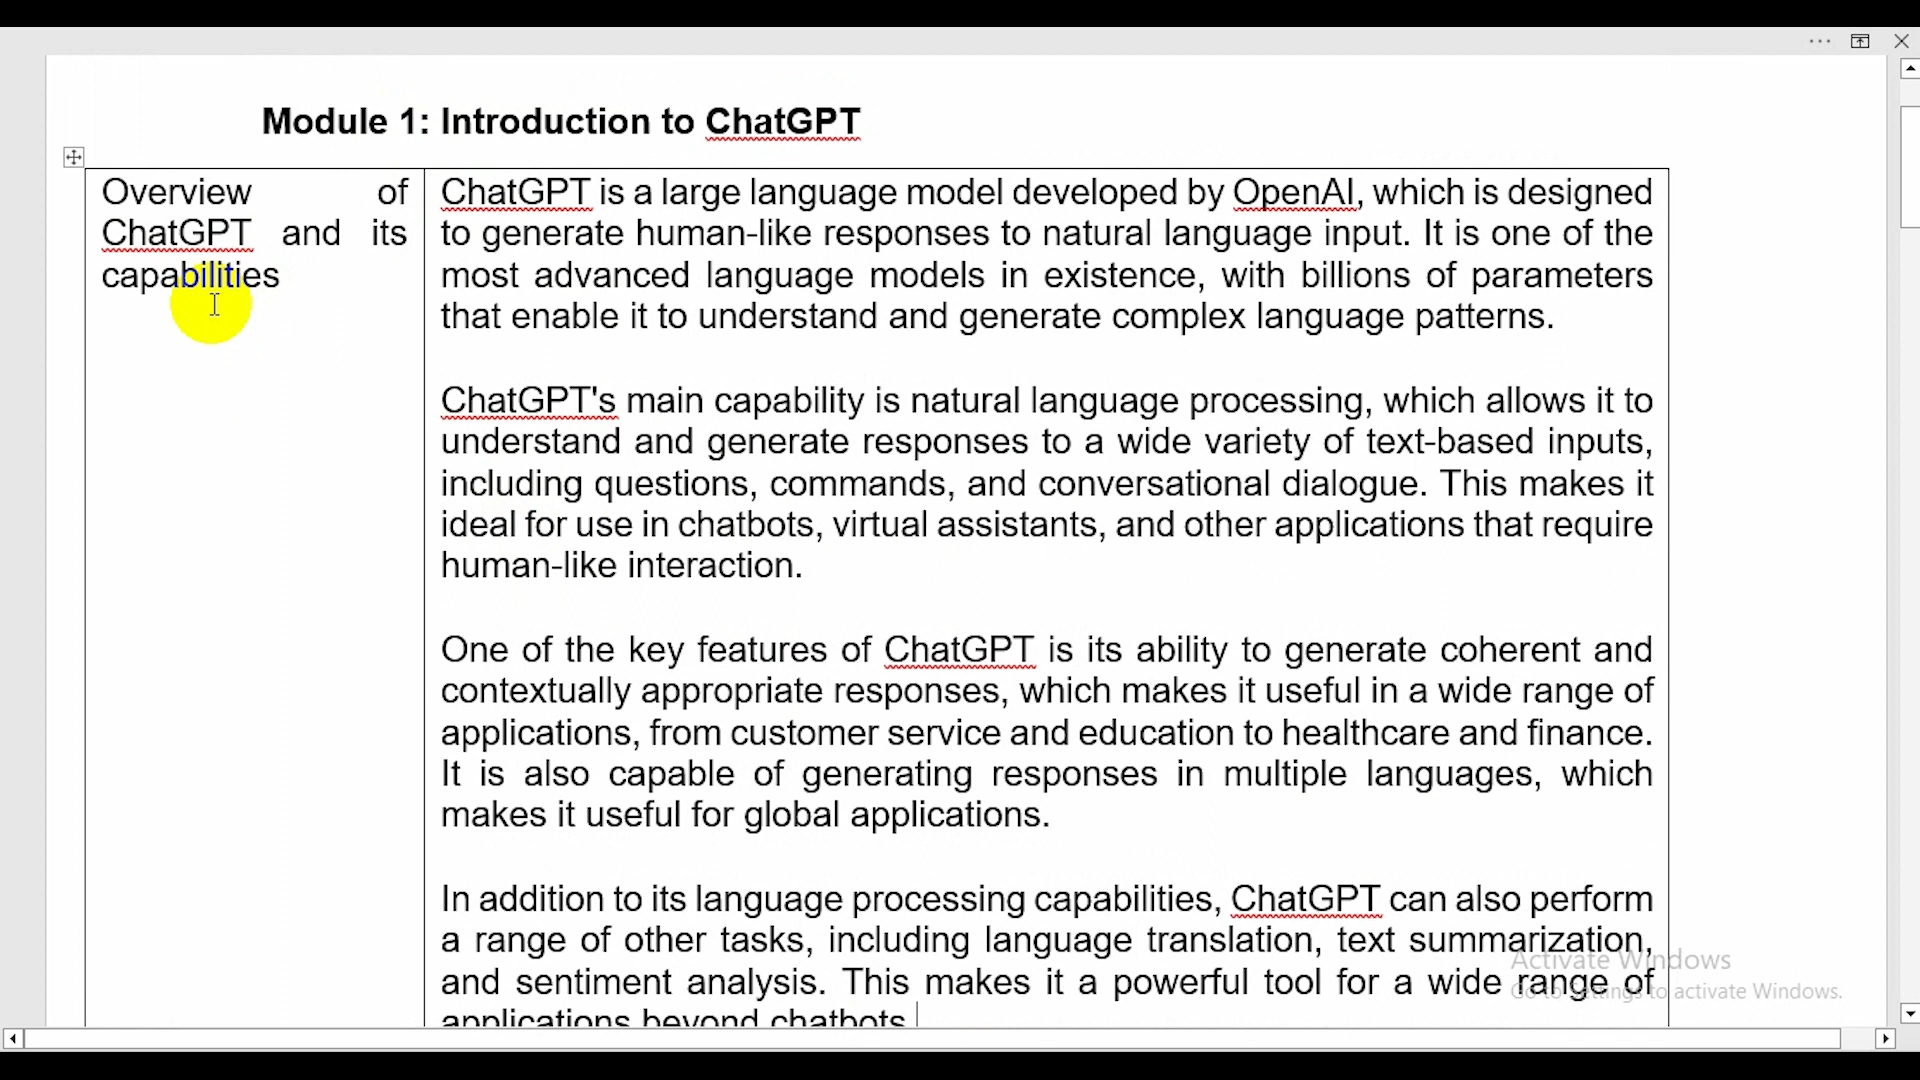 Module 1: Introduction to ChatGPT
Overview of
ChatGPT and its
capabilities
ChatGPT is a large language model developed by OpenAI, which is designed
to generate human-like responses to natural language input. It is one of the
most advanced language models in existence, with billions of parameters
that enable it to understand and generate complex language patterns.
ChatGPT's main capability is natural language processing, which allows it to
understand and generate responses to a wide variety of text-based inputs,
including questions, commands, and conversational dialogue. This makes it
ideal for use in chatbots, virtual assistants, and other applications that require
human-like interaction.
One of the key features of ChatGPT is its ability to generate coherent and
contextually appropriate responses, which makes it useful in a wide range of
applications, from customer service and education to healthcare and finance.
It is also capable of generating responses in multiple languages, which
makes it useful for global applications.
In addition to its language processing capabilities, ChatGPT can also perform
a range of other tasks, including language translation, text summarization,
and sentiment analysis. This makes it a powerful tool for a wide range of
applications beyond chatbots.
Activate Windows
Go to Settings to activate Windows.